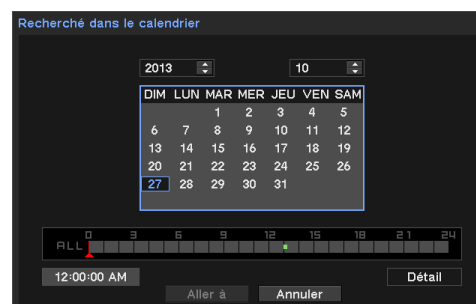 Recherché dans le calendrier
2013 10
DIM LUN MAR MER JEU VEN SAM
1 2 3 4 5
6 7 8 9 10 11 12
13 14 15 16 17 18 19
20 21 22 23 24 25 26
27 28 29 30 31
0 3 6 9 12 15 18 21 24
ALL
12:00:00 AM Détail
Aller à Annuler